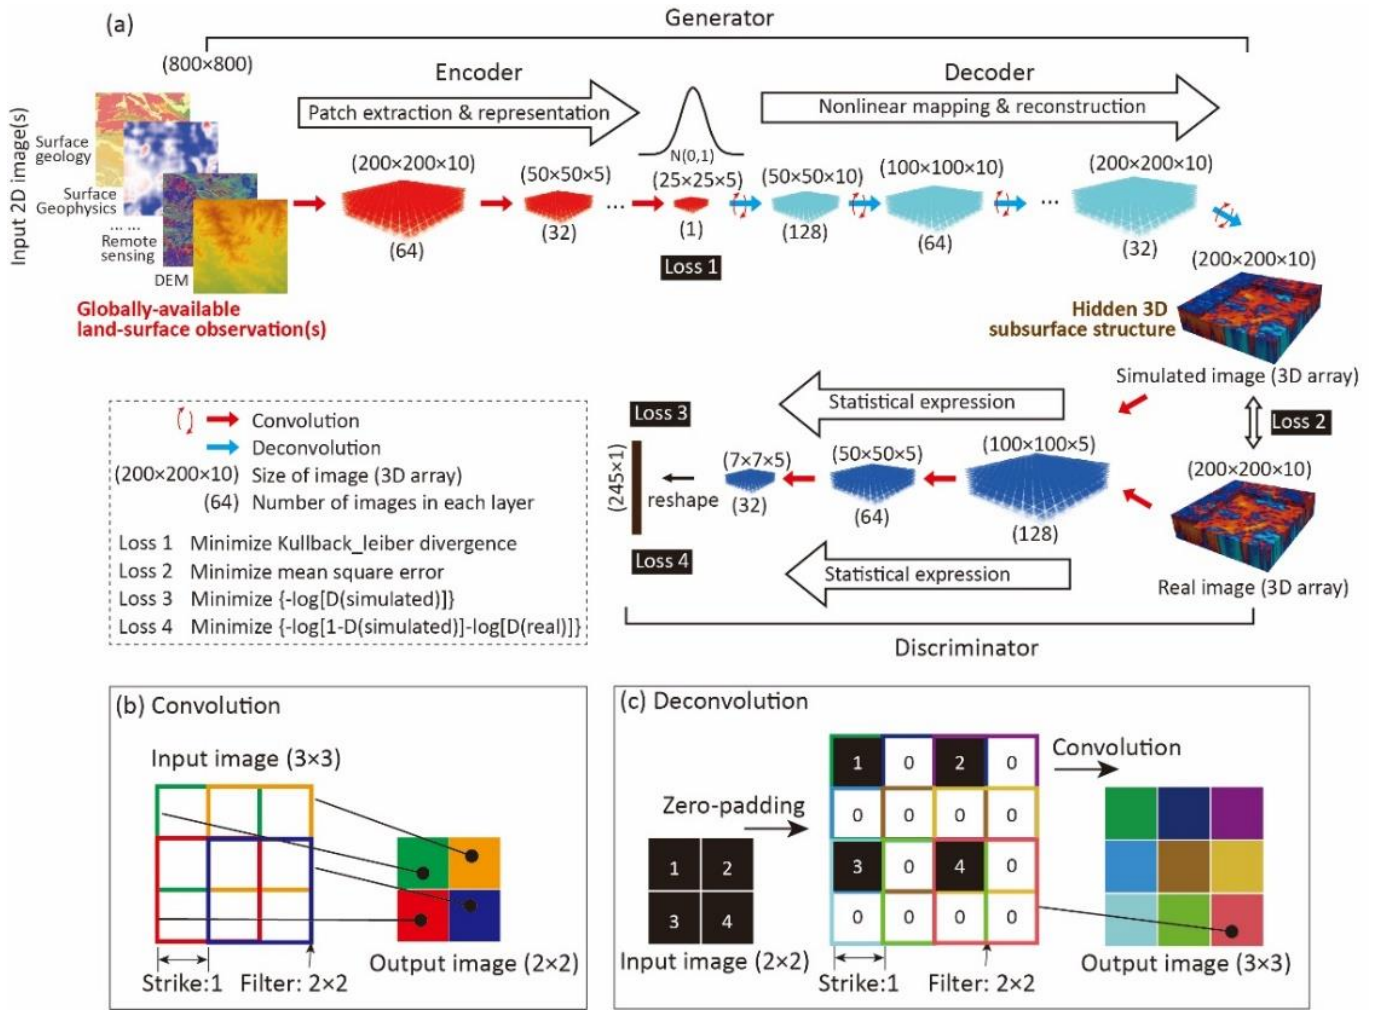 (a)
Generator
(800×800)
Encoder
Decoder
Patch extraction & representation
Nonlinear mapping & reconstruction
Input 2D image(s)
Surface
geology
Surface
Geophysics
... ...
Remote
sensing
DEM
N(0,1)
(200×200×10)
(50×50×5)
(25×25×5)
(50×50×10)
(100×100×10)
(200×200×10)
...
...
(64)
(32)
(1)
(128)
(64)
(32)
Loss 1
(200×200×10)
Globally-available
land-surface observation(s)
Hidden 3D
subsurface structure
Simulated image (3D array)
Statistical expression
Loss 3
Loss 2
(245×1)
reshape
(7×7×5)
(50×50×5)
(100×100×5)
(200×200×10)
(32)
(64)
(128)
Loss 4
Statistical expression
Real image (3D array)
Discriminator
Convolution
Deconvolution
(200×200×10) Size of image (3D array)
(64) Number of images in each layer
Loss 1 Minimize Kullback_leiber divergence
Loss 2 Minimize mean square error
Loss 3 Minimize {-log[D(simulated)]}
Loss 4 Minimize {-log[1-D(simulated)]-log[D(real)]}
(b) Convolution
Input image (3×3)
Output image (2×2)
Strike:1 Filter: 2×2
(c) Deconvolution
Zero-padding
Convolution
1 2
3 4
Input image (2×2)
1 0 2 0
0 0 0 0
3 0 4 0
0 0 0 0
Strike:1 Filter: 2×2
Output image (3×3)